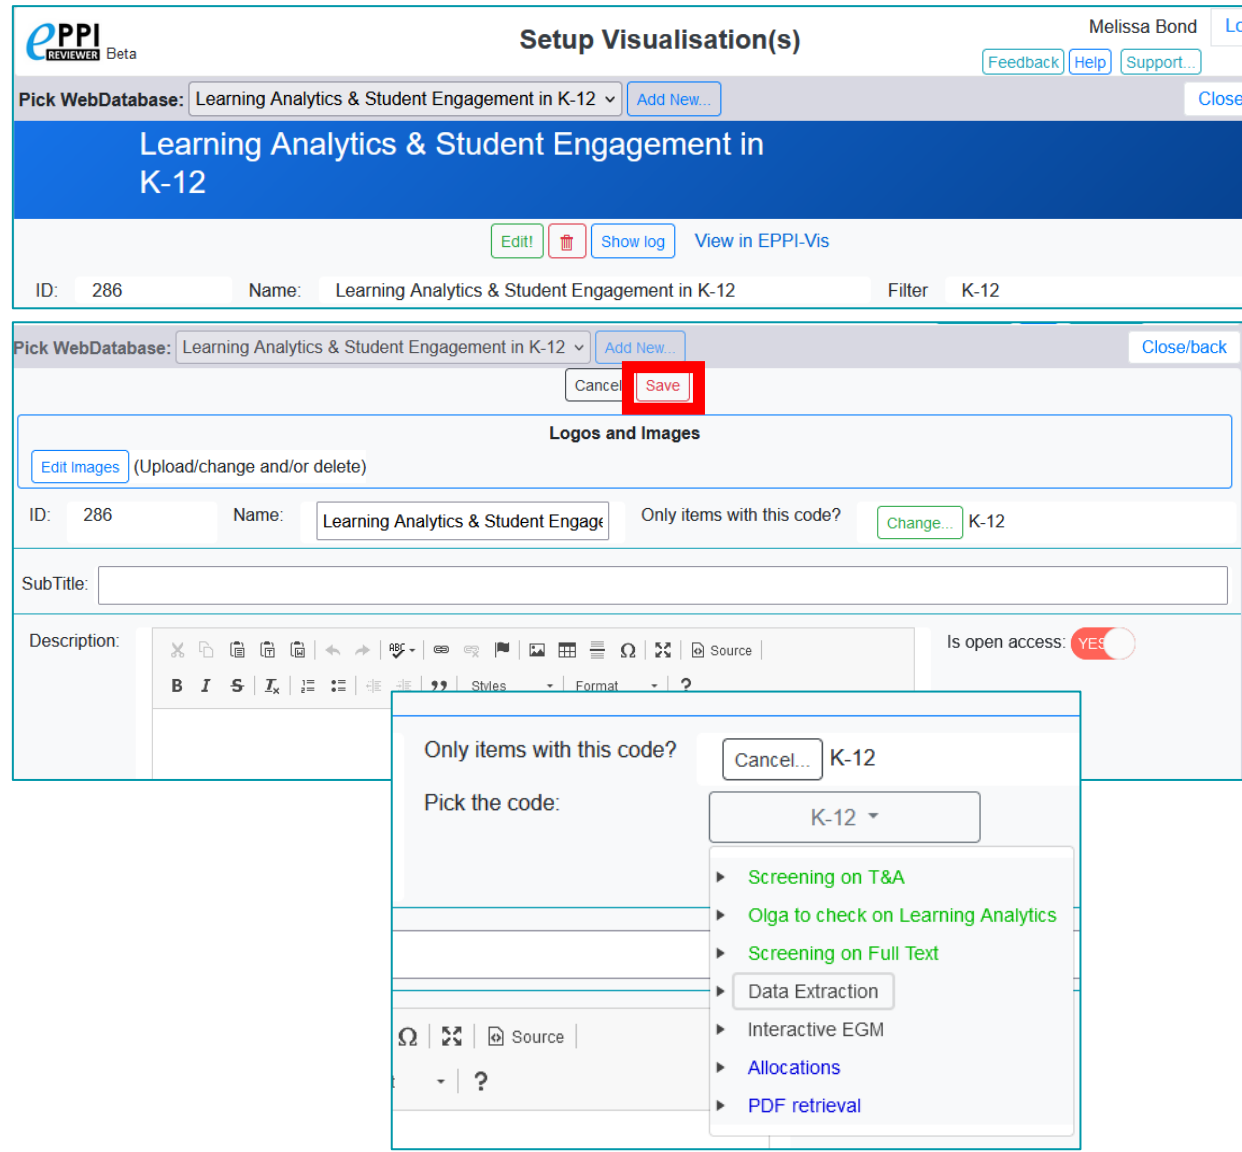 ePPI
REVIEWER Beta
Setup Visualisation(s)
Melissa Bond
Feedback Help Support...
Pick WebDatabase: Learning Analytics & Student Engagement in K-12 Add New... Close
Learning Analytics & Student Engagement in
K-12
Edit! Show log View in EPPI-Vis
ID: 286 Name: Learning Analytics & Student Engagement in K-12 Filter K-12
Pick WebDatabase: Learning Analytics & Student Engagement in K-12 Add New... Close/back
Cancel Save
Logos and Images
Edit Images (Upload/change and/or delete)
ID: 286 Name: Learning Analytics & Student Engage Only items with this code? Change... K-12
SubTitle:
Description: Is open access: YES
ABC Ω Source
B I S Ix Styles Format ?
Only items with this code? Cancel... K-12
Pick the code: K-12
Screening on T&A
Olga to check on Learning Analytics
Screening on Full Text
Data Extraction
Interactive EGM
Allocations
PDF retrieval
Ω Source
?